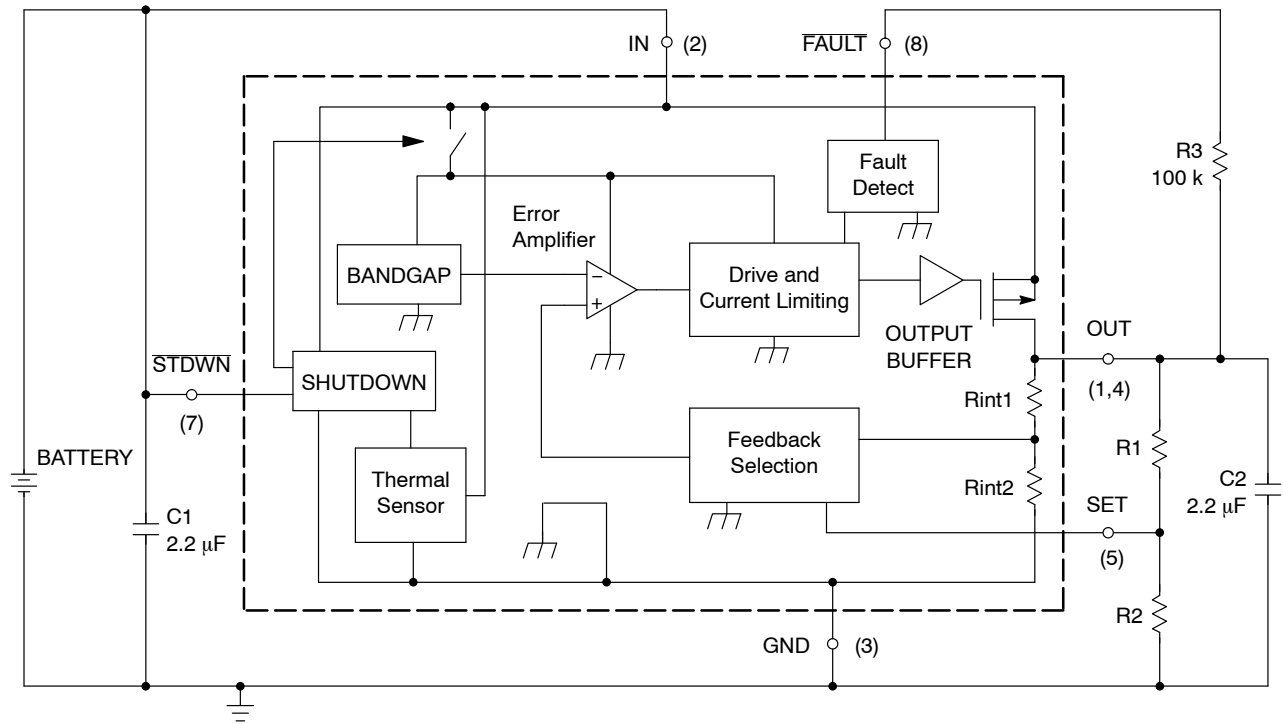 IN (2)
FAULT (8)
R3
100 k
Fault
Detect
Error
Amplifier
BANDGAP
−
+
Drive and
Current Limiting
OUTPUT
BUFFER
OUT
(1,4)
STDWN
(7)
SHUTDOWN
Rint1
Feedback
Selection
R1
BATTERY
Thermal
Sensor
Rint2
C2
2.2 µF
SET
(5)
C1
2.2 µF
R2
GND (3)